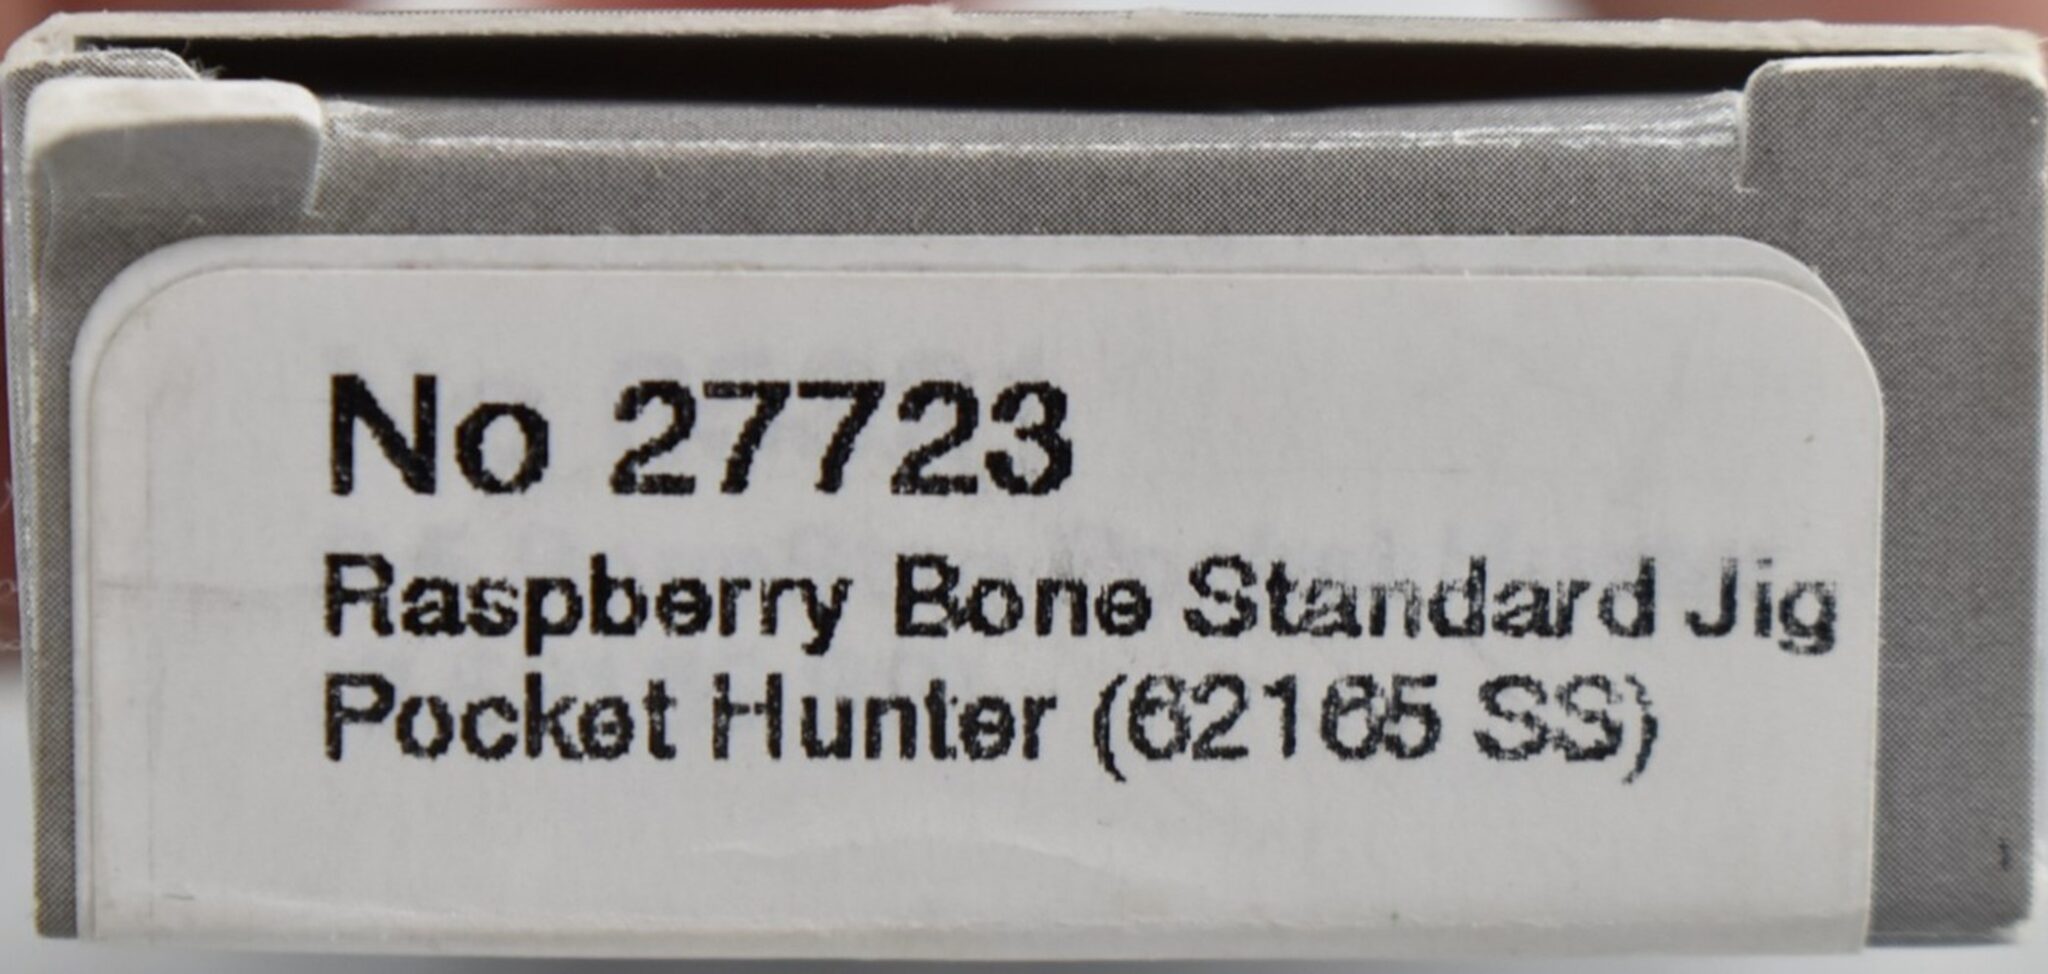 No 27723
Raspberry Bone Standard Jig
Pocket Hunter (62165 SS)